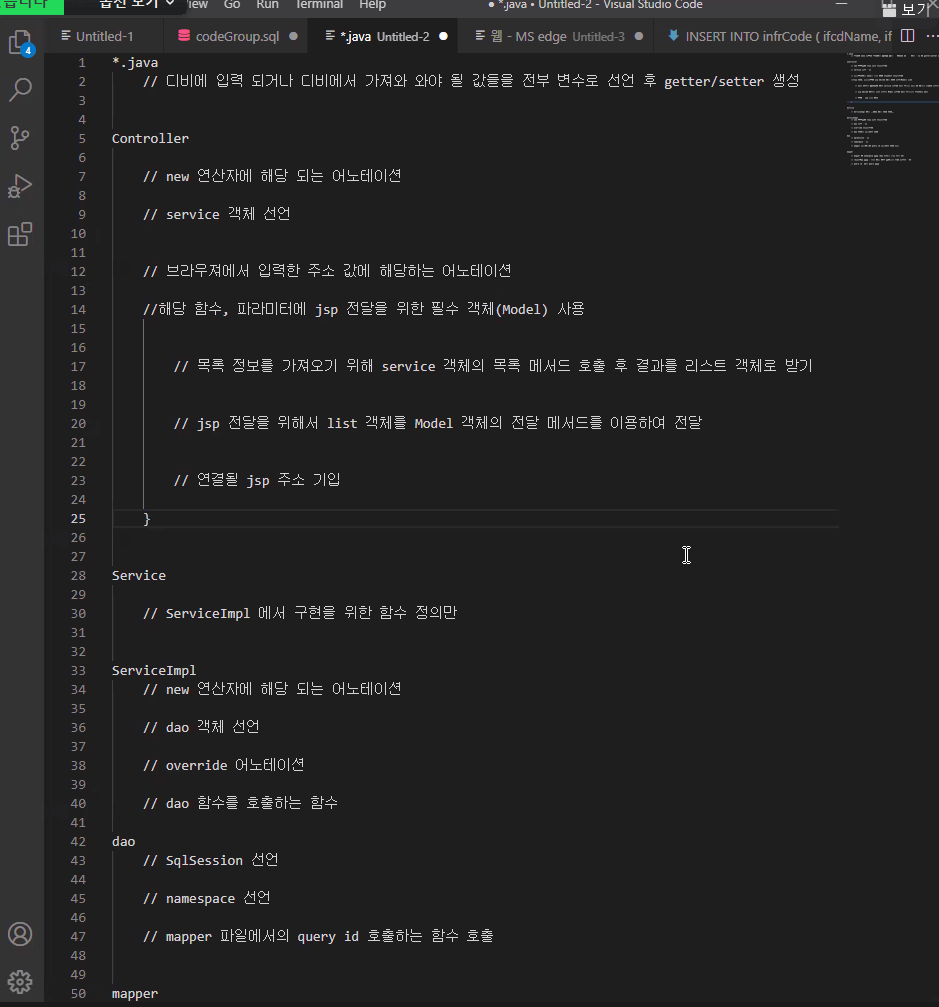 습니다 옵션 보기 View Go Run Terminal Help ● *.java • Untitled-2 - Visual Studio Code 보기
Untitled-1 ● codeGroup.sql ● *.java Untitled-2 ● 웹 - MS edge Untitled-3 ● INSERT INTO infrCode ( ifcdName, if
4
1 *.java
2 // 디비에 입력 되거나 디비에서 가져와 와야 될 값들을 전부 변수로 선언 후 getter/setter 생성
3
4
5 Controller
6
7 // new 연산자에 해당 되는 어노테이션
8
9 // service 객체 선언
10
11
12 // 브라우져에서 입력한 주소 값에 해당하는 어노테이션
13
14 //해당 함수, 파라미터에 jsp 전달을 위한 필수 객체(Model) 사용
15
16
17 // 목록 정보를 가져오기 위해 service 객체의 목록 메서드 호출 후 결과를 리스트 객체로 받기
18
19
20 // jsp 전달을 위해서 list 객체를 Model 객체의 전달 메서드를 이용하여 전달
21
22
23 // 연결될 jsp 주소 기입
24
25 }
26
27
28 Service
29
30 // ServiceImpl 에서 구현을 위한 함수 정의만
31
32
33 ServiceImpl
34 // new 연산자에 해당 되는 어노테이션
35
36 // dao 객체 선언
37
38 // override 어노테이션
39
40 // dao 함수를 호출하는 함수
41
42 dao
43 // SqlSession 선언
44
45 // namespace 선언
46
47 // mapper 파일에서의 query id 호출하는 함수 호출
48
49
50 mapper